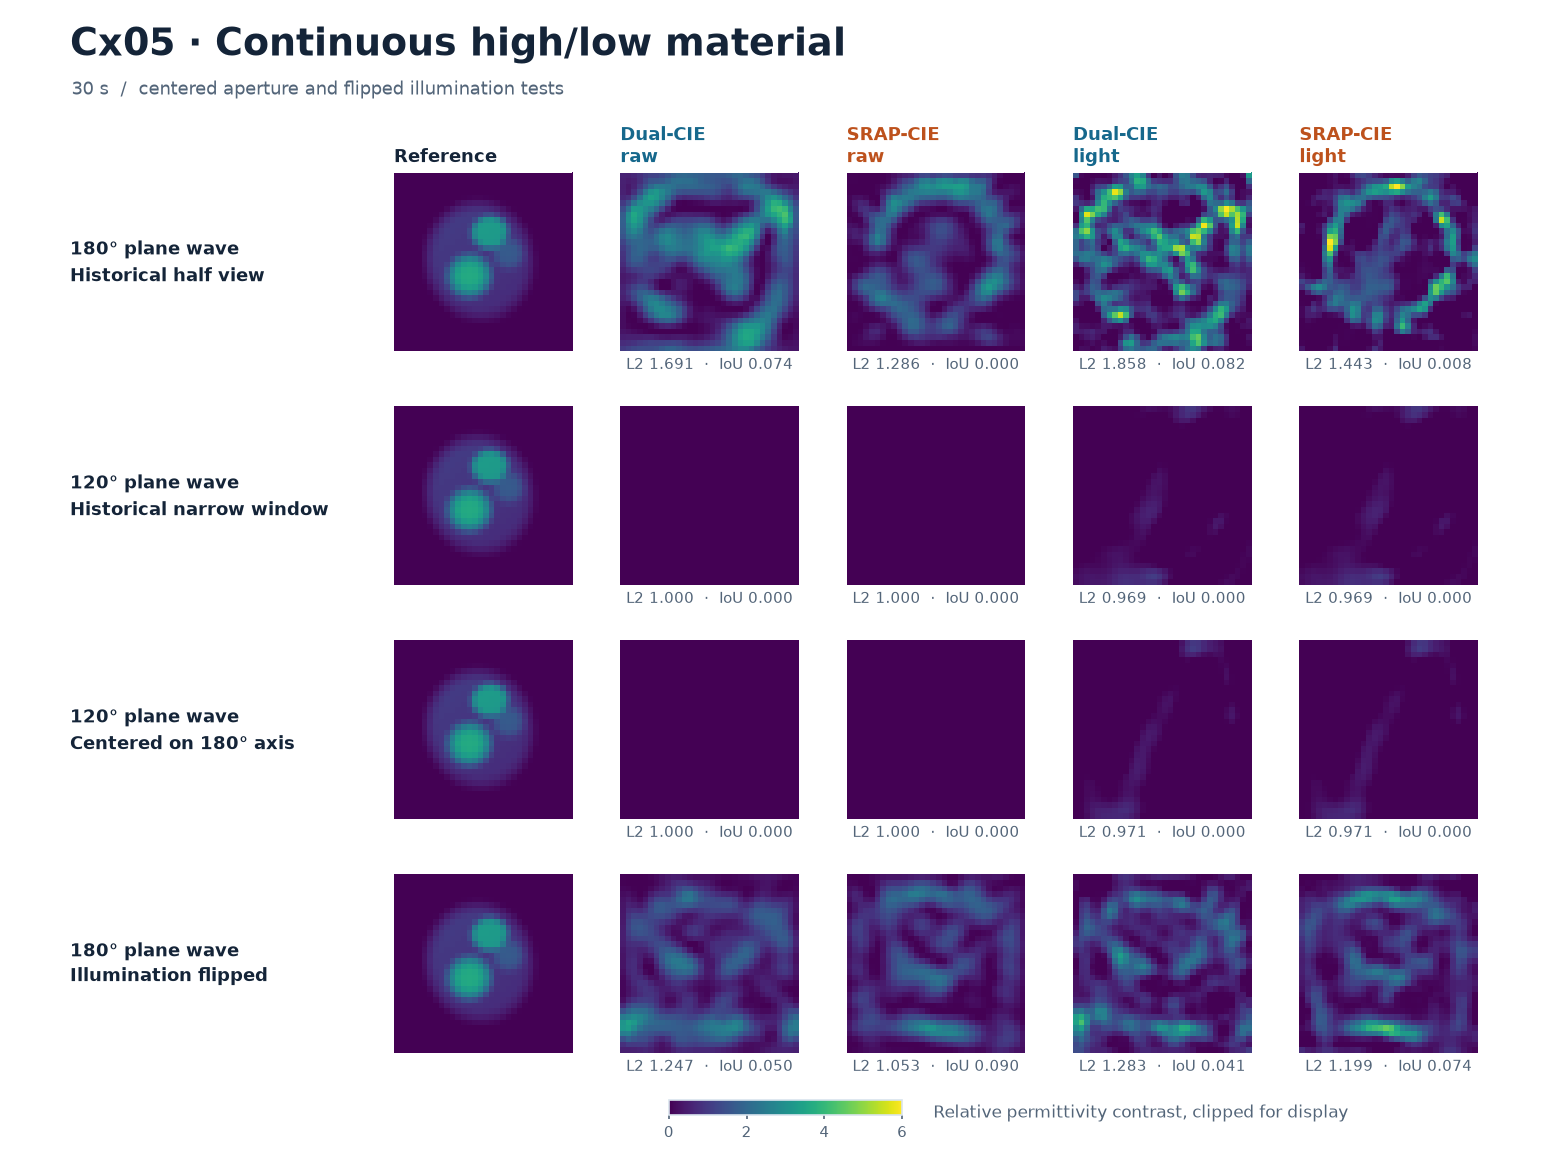 Cx05 · Continuous high/low material
30 s / centered aperture and flipped illumination tests
Reference
Dual-CIE
raw
SRAP-CIE
raw
Dual-CIE
light
SRAP-CIE
light
180° plane wave
Historical half view
L2 1.691 · IoU 0.074
L2 1.286 · IoU 0.000
L2 1.858 · IoU 0.082
L2 1.443 · IoU 0.008
120° plane wave
Historical narrow window
L2 1.000 · IoU 0.000
L2 1.000 · IoU 0.000
L2 0.969 · IoU 0.000
L2 0.969 · IoU 0.000
120° plane wave
Centered on 180° axis
L2 1.000 · IoU 0.000
L2 1.000 · IoU 0.000
L2 0.971 · IoU 0.000
L2 0.971 · IoU 0.000
180° plane wave
Illumination flipped
L2 1.247 · IoU 0.050
L2 1.053 · IoU 0.090
L2 1.283 · IoU 0.041
L2 1.199 · IoU 0.074
Relative permittivity contrast, clipped for display
0 2 4 6